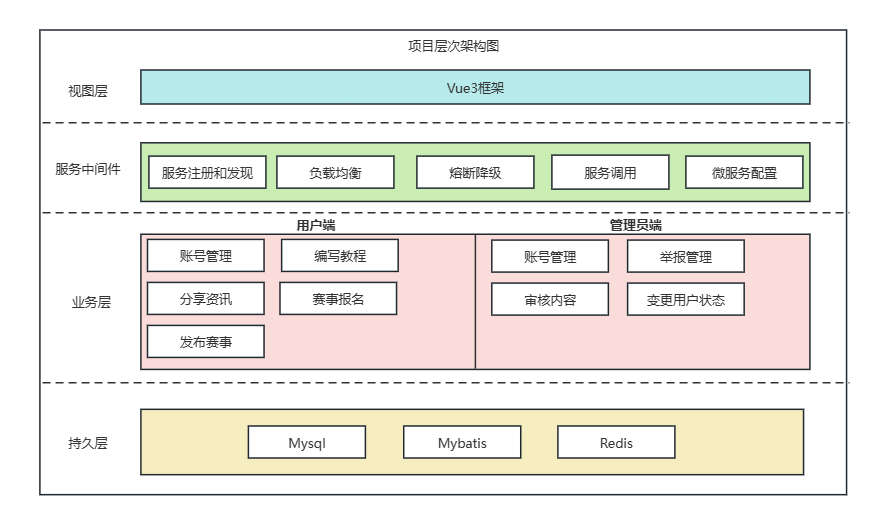 项目层次架构图
视图层
Vue3框架
服务中间件
服务注册和发现
负载均衡
熔断降级
服务调用
微服务配置
用户端
管理员端
业务层
账号管理
编写教程
分享资讯
赛事报名
发布赛事
账号管理
举报管理
审核内容
变更用户状态
持久层
Mysql
Mybatis
Redis